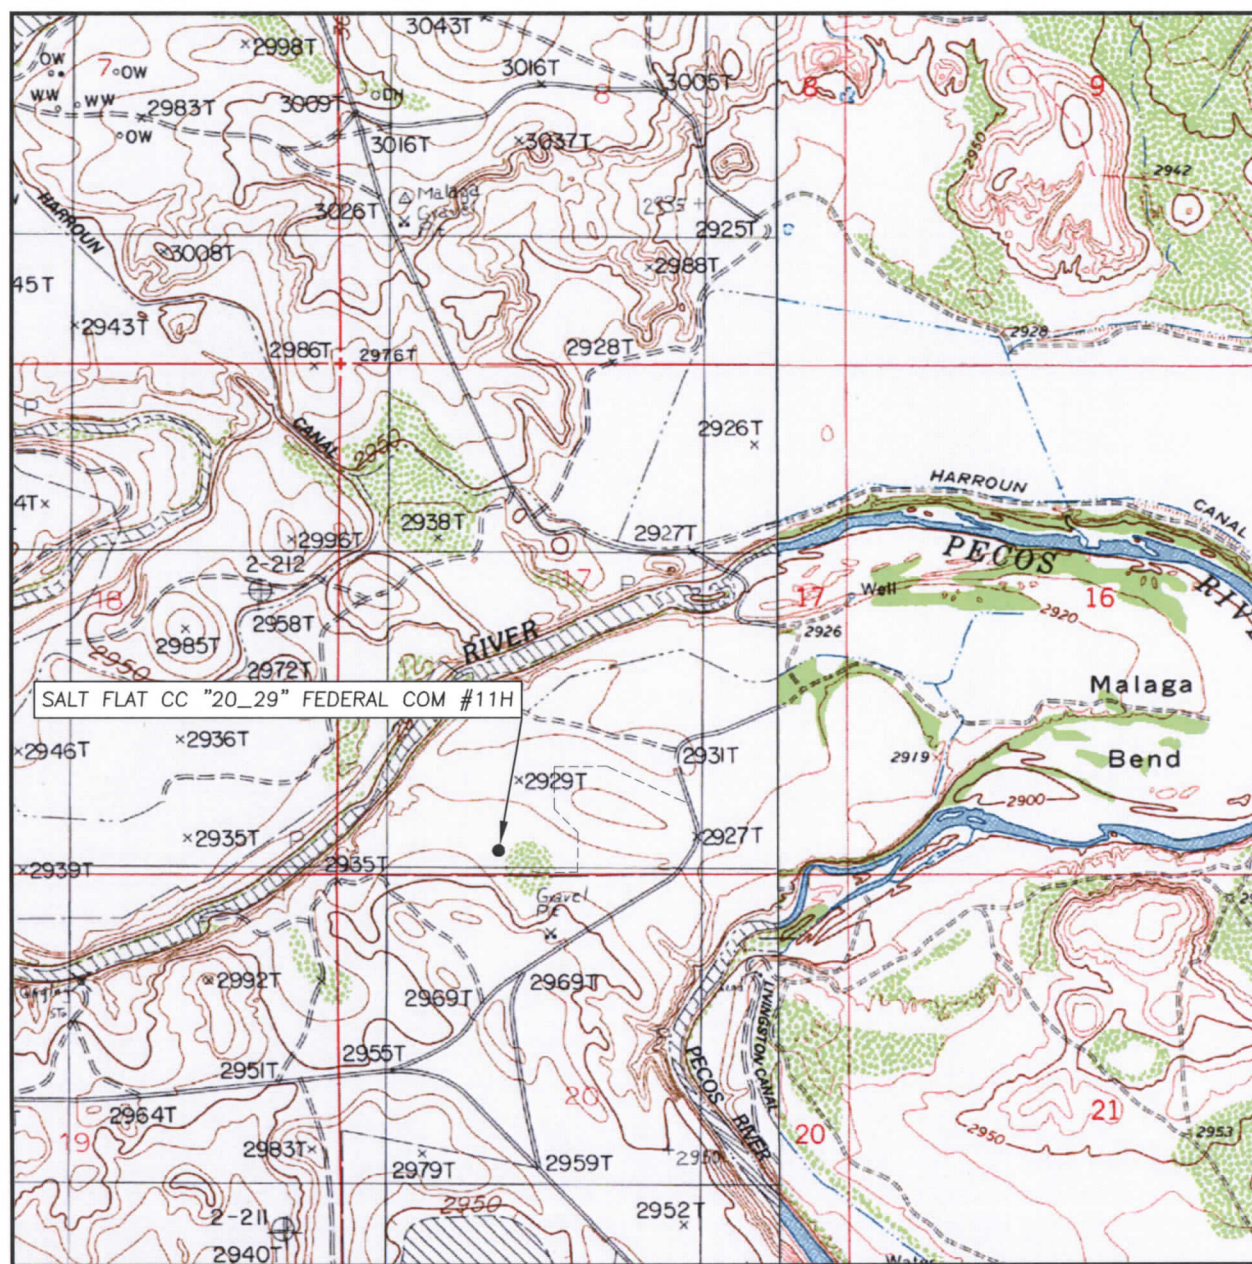 3043T
2998T
OW
7
OW
3016T
8
3005T
8
9
WW
WW
2983T
3009T
DH
OW
3016T
3037T
2950
2942
HARROUN
3026T
Malaga
Gravel
Pit
2925T
3008T
2988T
45T
2943T
2928
2986T
2976T
2928T
P
CANAL
2950
2926T
HARROUN
CANAL
4T
2938T
2996T
2927T
PECOS
2-212
17
P
18
Well
17
16
2958T
2920
2985T
2926
RIVER
2950
2972T
SALT FLAT CC "20_29" FEDERAL COM #11H
Malaga
2946T
2936T
2931T
2919
Bend
2929T
2900
2935T
P
2927T
2939T
2935T
Gravel
Pit
2992T
2969T
2969T
LIVINGSTON CANAL
2955T
2951T
PECOS
RIVER
2964T
20
21
19
20
2950
2953
2983T
2979T
2959T
2950
2950
2952T
2-211
2940T